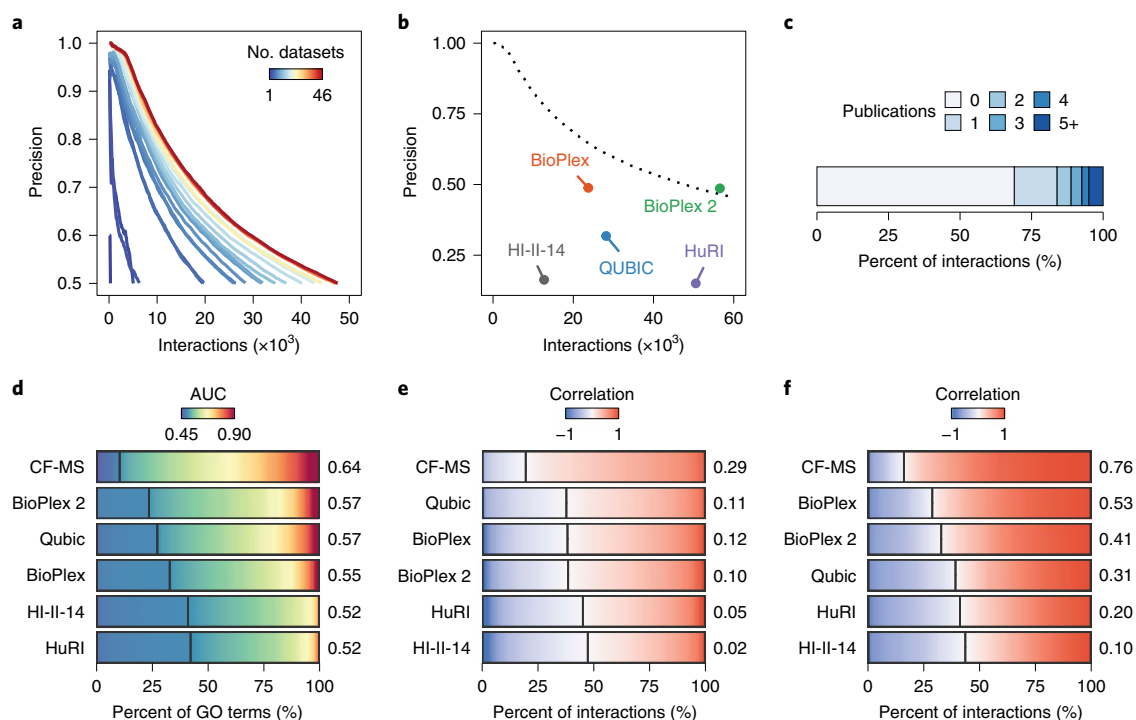 a
No. datasets
1 46
1.0
0.9
0.8
0.7
0.6
0.5
Precision
0 10 20 30 40 50
Interactions (×10³)
b
1.00
0.75
0.50
0.25
Precision
BioPlex
BioPlex 2
HI-II-14
QUBIC
HuRI
0 20 40 60
Interactions (×10³)
c
Publications
0 2 4
1 3 5+
0 25 50 75 100
Percent of interactions (%)
d
AUC
0.45 0.90
CF-MS 0.64
BioPlex 2 0.57
Qubic 0.57
BioPlex 0.55
HI-II-14 0.52
HuRI 0.52
0 25 50 75 100
Percent of GO terms (%)
e
Correlation
−1 1
CF-MS 0.29
Qubic 0.11
BioPlex 0.12
BioPlex 2 0.10
HuRI 0.05
HI-II-14 0.02
0 25 50 75 100
Percent of interactions (%)
f
Correlation
−1 1
CF-MS 0.76
BioPlex 0.53
BioPlex 2 0.41
Qubic 0.31
HuRI 0.20
HI-II-14 0.10
0 25 50 75 100
Percent of interactions (%)